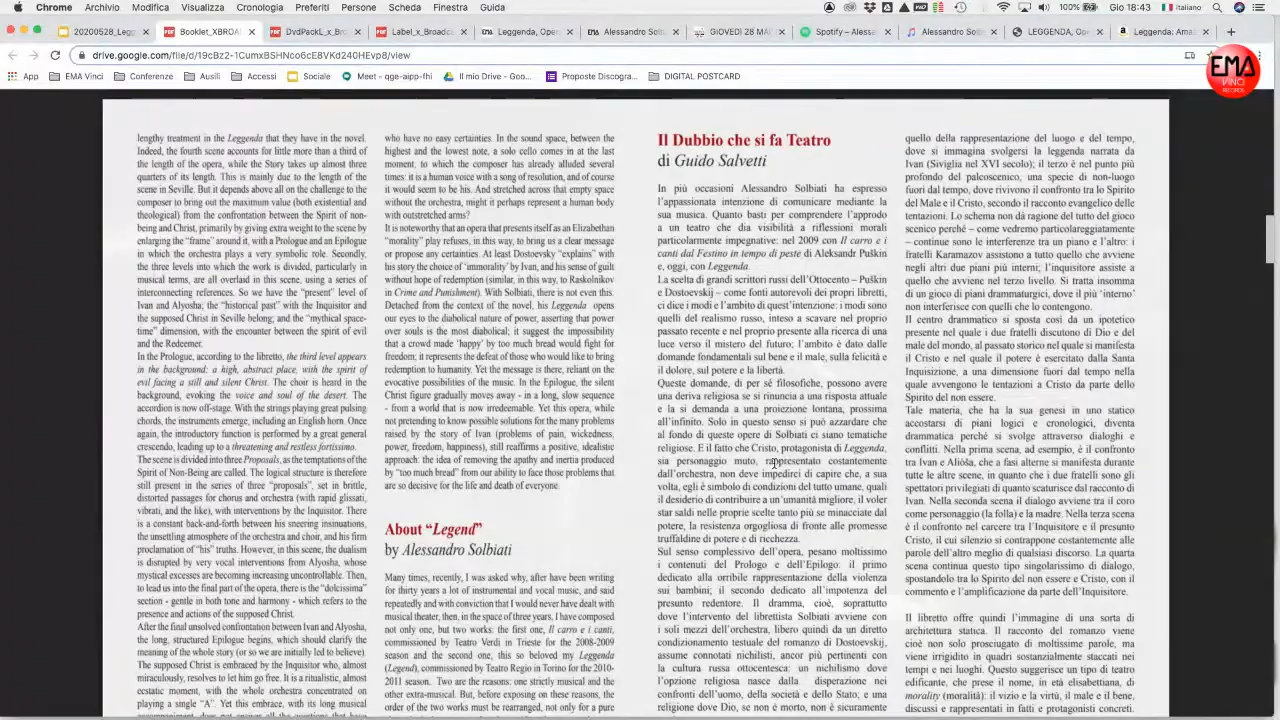 Chrome Archivio Modifica Visualizza Cronologia Preferiti Persone Scheda Finestra Guida 100% Gio 18:43 Italiano
20200528_Legg Booklet_XBROA DvdPackL_x_Br Label_x_Broadca Leggenda, Ope Alessandro Solb GIOVEDÌ 28 MA Spotify – Alessa Alessandro Solb LEGGENDA, Op Leggenda: Amaz
drive.google.com/file/d/19cBz2-1CumxBSHNco6cE8VKd240HEvp8/view
App EMA Vinci Conferenze Ausili Accessi Sociale Meet - qge-aipp-fhi Il mio Drive - Goo... Proposte Discogra... DIGITAL POSTCARD
EMA
VINCI
RECORDS
lengthy treatment in the Leggenda that they have in the novel.
Indeed, the fourth scene accounts for little more than a third of
the length of the opera, while the Story takes up almost three
quarters of its length. This is mainly due to the length of the
scene in Seville. But it depends above all on the challenge to the
composer to bring out the maximum value (both existential and
theological) from the confrontation between the Spirit of non-
being and Christ, primarily by giving extra weight to the scene by
enlarging the “frame” around it, with a Prologue and an Epilogue
in which the orchestra plays a very symbolic role. Secondly,
the three levels into which the work is divided, particularly in
musical terms, are all overlaid in this scene, using a series of
interconnecting references. So we have the “present” level of
Ivan and Alyosha; the “historical past” with the Inquisitor and
the supposed Christ in Seville belong; and the “mythical space-
time” dimension, with the encounter between the spirit of evil
and the Redeemer.
In the Prologue, according to the libretto, the third level appears
in the background: a high, abstract place, with the spirit of
evil facing a still and silent Christ. The choir is heard in the
background, evoking the voice and soul of the desert. The
accordion is now off-stage. With the strings playing great pulsing
chords, the instruments emerge, including an English horn. Once
again, the introductory function is performed by a great general
crescendo, leading up to a threatening and restless fortissimo.
The scene is divided into three Proposals, as the temptations of the
Spirit of Non-Being are called. The logical structure is therefore
still present in the series of three “proposals”, set in brittle,
distorted passages for chorus and orchestra (with rapid glissati,
vibrati, and the like), with interventions by the Inquisitor. There
is a constant back-and-forth between his sneering insinuations,
the unsettling atmosphere of the orchestra and choir, and his firm
proclamation of “his” truths. However, in this scene, the dualism
is disrupted by very vocal interventions from Alyosha, whose
mystical excesses are becoming increasing uncontrollable. Then,
to lead us into the final part of the opera, there is the “dolcissima”
section - gentle in both tone and harmony - which refers to the
presence and actions of the supposed Christ.
After the final unsolved confrontation between Ivan and Alyosha,
the long, structured Epilogue begins, which should clarify the
meaning of the whole story (or so we are initially led to believe).
The supposed Christ is embraced by the Inquisitor who, almost
miraculously, resolves to let him go free. It is a ritualistic, almost
ecstatic moment, with the whole orchestra concentrated on
playing a single “A”. Yet this embrace, with its long musical
accompaniment, does not answer all the questions that have
who have no easy certainties. In the sound space, between the
highest and the lowest note, a solo cello comes in at the last
moment, to which the composer has already alluded several
times: it is a human voice with a song of resolution, and of course
it would seem to be his. And stretched across that empty space
without the orchestra, might it perhaps represent a human body
with outstretched arms?
It is noteworthy that an opera that presents itself as an Elizabethan
“morality” play refuses, in this way, to bring us a clear message
or propose any certainties. At least Dostoevsky “explains” with
his story the choice of ‘immorality’ by Ivan, and his sense of guilt
without hope of redemption (similar, in this way, to Raskolnikov
in Crime and Punishment). With Solbiati, there is not even this.
Detached from the context of the novel, his Leggenda opens
our eyes to the diabolical nature of power, asserting that power
over souls is the most diabolical; it suggest the impossibility
that a crowd made ‘happy’ by too much bread would fight for
freedom; it represents the defeat of those who would like to bring
redemption to humanity. Yet the message is there, reliant on the
evocative possibilities of the music. In the Epilogue, the silent
Christ figure gradually moves away - in a long, slow sequence
- from a world that is now irredeemable. Yet this opera, while
not pretending to know possible solutions for the many problems
raised by the story of Ivan (problems of pain, wickedness,
power, freedom, happiness), still reaffirms a positive, idealistic
approach: the idea of removing the apathy and inertia produced
by “too much bread” from our ability to face those problems that
are so decisive for the life and death of everyone.
About “Legend”
by Alessandro Solbiati
Many times, recently, I was asked why, after have been writing
for thirty years a lot of instrumental and vocal music, and said
repeatedly and with conviction that I would never have dealt with
musical theater, then, in the space of three years, I have composed
not only one, but two works: the first one, Il carro e i canti,
commissioned by Teatro Verdi in Trieste for the 2008-2009
season and the second one, this so beloved my Leggenda
(Legend), commissioned by Teatro Regio in Torino for the 2010-
2011 season. Two are the reasons: one strictly musical and the
other extra-musical. But, before exposing on these reasons, the
order of the two works must be rearranged, not only for a pure
Il Dubbio che si fa Teatro
di Guido Salvetti
In più occasioni Alessandro Solbiati ha espresso
l’appassionata intenzione di comunicare mediante la
sua musica. Quanto basti per comprendere l’approdo
a un teatro che dia visibilità a riflessioni morali
particolarmente impegnative: nel 2009 con Il carro e i
canti dal Festino in tempo di peste di Aleksandr Puškin
e, oggi, con Leggenda.
La scelta di grandi scrittori russi dell’Ottocento – Puškin
e Dostoevskij – come fonti autorevoli dei propri libretti,
ci dice i modi e l’ambito di quest’intenzione: i modi sono
quelli del realismo russo, inteso a scavare nel proprio
passato recente e nel proprio presente alla ricerca di una
luce verso il mistero del futuro; l’ambito è dato dalle
domande fondamentali sul bene e il male, sulla felicità e
il dolore, sul potere e la libertà.
Queste domande, di per sé filosofiche, possono avere
una deriva religiosa se si rinuncia a una risposta attuale
e la si demanda a una proiezione lontana, prossima
all’infinito. Solo in questo senso si può azzardare che
al fondo di queste opere di Solbiati ci siano tematiche
religiose. E il fatto che Cristo, protagonista di Leggenda,
sia personaggio muto, rappresentato costantemente
dall’orchestra, non deve impedirci di capire che, a sua
volta, egli è simbolo di condizioni del tutto umane, quali
il desiderio di contribuire a un’umanità migliore, il voler
star saldi nelle proprie scelte tanto più se minacciate dal
potere, la resistenza orgogliosa di fronte alle promesse
truffaldine di potere e di ricchezza.
Sul senso complessivo dell’opera, pesano moltissimo
i contenuti del Prologo e dell’Epilogo: il primo
dedicato alla orribile rappresentazione della violenza
sui bambini; il secondo dedicato all’impotenza del
presunto redentore. Il dramma, cioè, soprattutto
dove l’intervento del librettista Solbiati avviene con
i soli mezzi dell’orchestra, libero quindi da un diretto
condizionamento testuale del romanzo di Dostoevskij,
assume connotati nichilisti, ancor più pertinenti con
la cultura russa ottocentesca: un nichilismo dove
l’opzione religiosa nasce dalla disperazione nei
confronti dell’uomo, della società e dello Stato; e una
religione dove Dio, se non è morto, non è sicuramente
quello della rappresentazione del luogo e del tempo,
dove si immagina svolgersi la leggenda narrata da
Ivan (Siviglia nel XVI secolo); il terzo è nel punto più
profondo del palcoscenico, una specie di non-luogo
fuori dal tempo, dove rivivono il confronto tra lo Spirito
del Male e il Cristo, secondo il racconto evangelico delle
tentazioni. Lo schema non dà ragione del tutto del gioco
scenico perché – come vedremo particolareggiatamente
– continue sono le interferenze tra un piano e l’altro: i
fratelli Karamazov assistono a tutto quello che avviene
negli altri due piani più interni; l’inquisitore assiste a
quello che avviene nel terzo livello. Si tratta insomma
di un gioco di piani drammaturgici, dove il più ‘interno’
non interferisce con quelli che lo contengono.
Il centro drammatico si sposta così da un ipotetico
presente nel quale i due fratelli discutono di Dio e del
male del mondo, al passato storico nel quale si manifesta
il Cristo e nel quale il potere è esercitato dalla Santa
Inquisizione, a una dimensione fuori dal tempo nella
quale avvengono le tentazioni a Cristo da parte dello
Spirito del non essere.
Tale materia, che ha la sua genesi in uno statico
accostarsi di piani logici e cronologici, diventa
drammatica perché si svolge attraverso dialoghi e
conflitti. Nella prima scena, ad esempio, è il confronto
tra Ivan e Alióša, che a fasi alterne si manifesta durante
le tutte le altre scene, in quanto che i due fratelli sono gli
spettatori privilegiati di quanto scaturisce dal racconto di
Ivan. Nella seconda scena il dialogo avviene tra il coro
come personaggio (la folla) e la madre. Nella terza scena
è il confronto nel carcere tra l’Inquisitore e il presunto
Cristo, il cui silenzio si contrappone costantemente alle
parole dell’altro meglio di qualsiasi discorso. La quarta
scena continua questo tipo singolarissimo di dialogo,
spostandolo tra lo Spirito del non essere e Cristo, con il
commento e l’amplificazione da parte dell’Inquisitore.
Il libretto offre quindi l’immagine di una sorta di
architettura statica. Il racconto del romanzo viene
cioè non solo prosciugato di moltissime parole, ma
viene irrigidito in quadri sostanzialmente staccati nei
tempi e nei luoghi. Questo suggerisce un tipo di teatro
edificante, che prese il nome, in età elisabettiana, di
morality (moralità): il vizio e la virtù, il male e il bene,
discussi e rappresentati in fatti e protagonisti concreti.